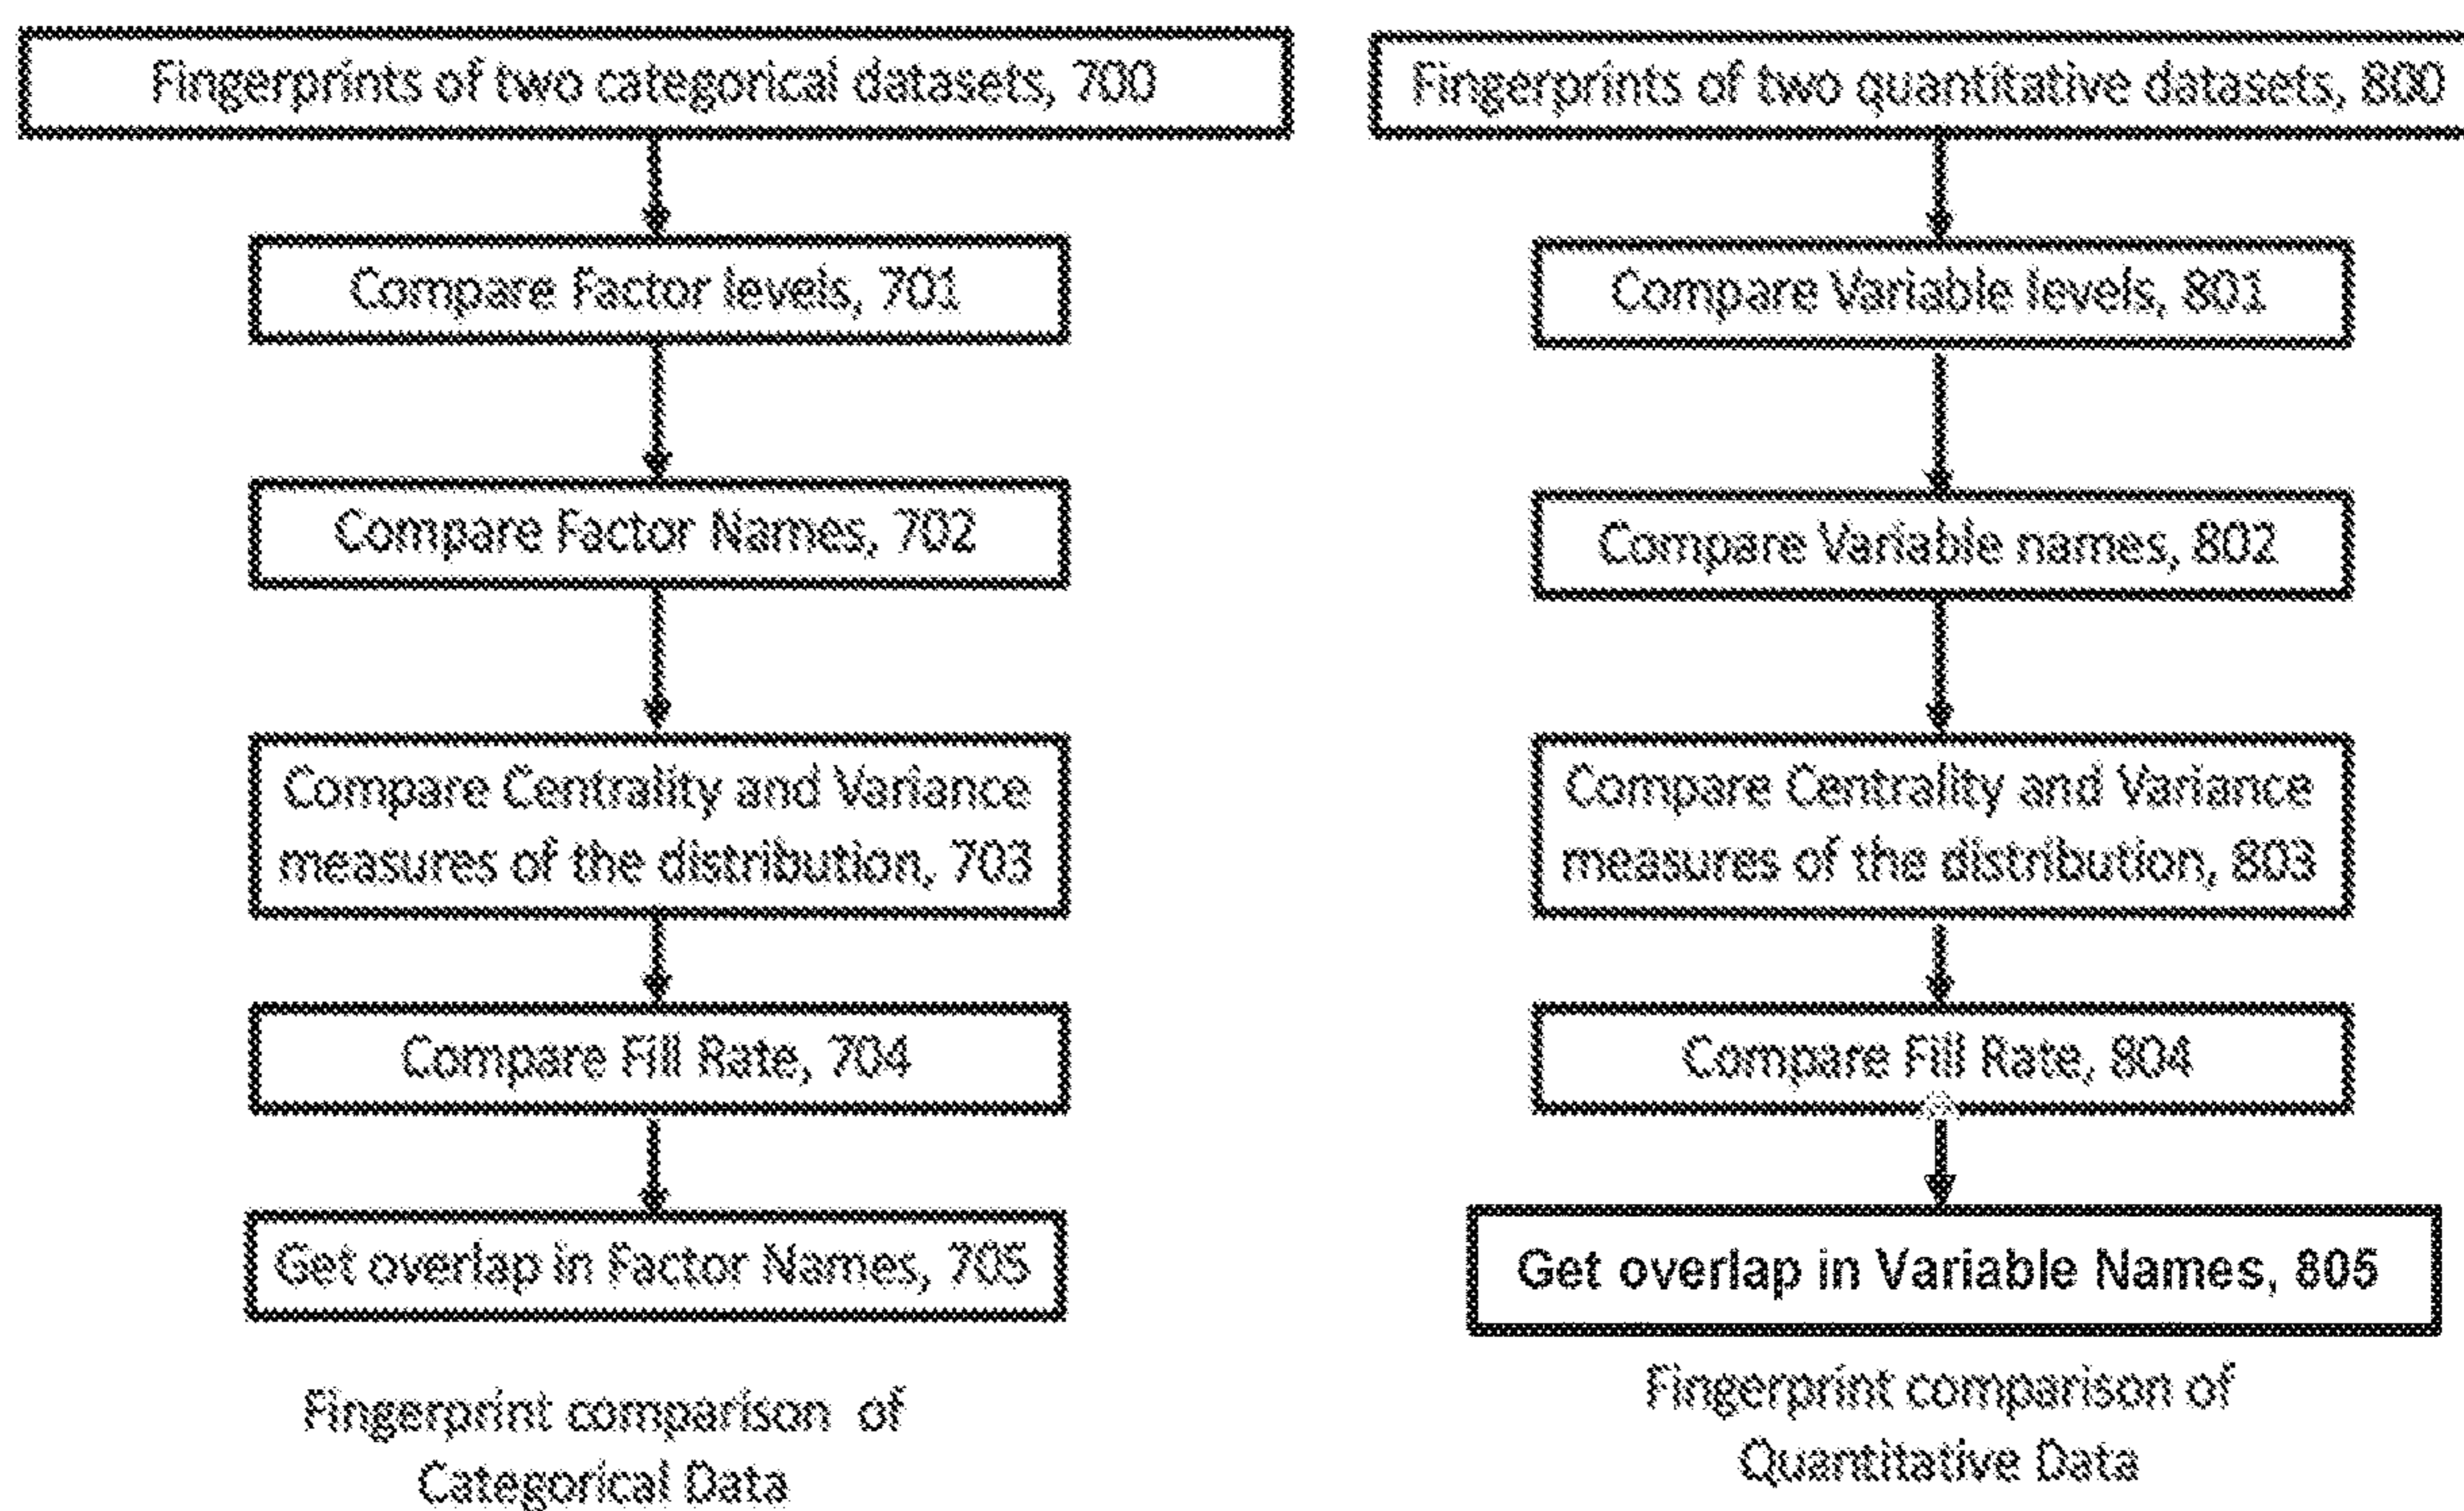 Fingerprints of two categorical datasets, 700
Compare Factor levels, 701
Compare Factor Names, 702
Compare Centrality and Variance
measures of the distribution, 703
Compare Fill Rate, 704
Get overlap in Factor Names, 705
Fingerprint comparison of
Categorical Data
Fingerprints of two quantitative datasets, 800
Compare Variable levels, 801
Compare Variable names, 802
Compare Centrality and Variance
measures of the distribution, 803
Compare Fill Rate, 804
Get overlap in Variable Names, 805
Fingerprint comparison of
Quantitative Data